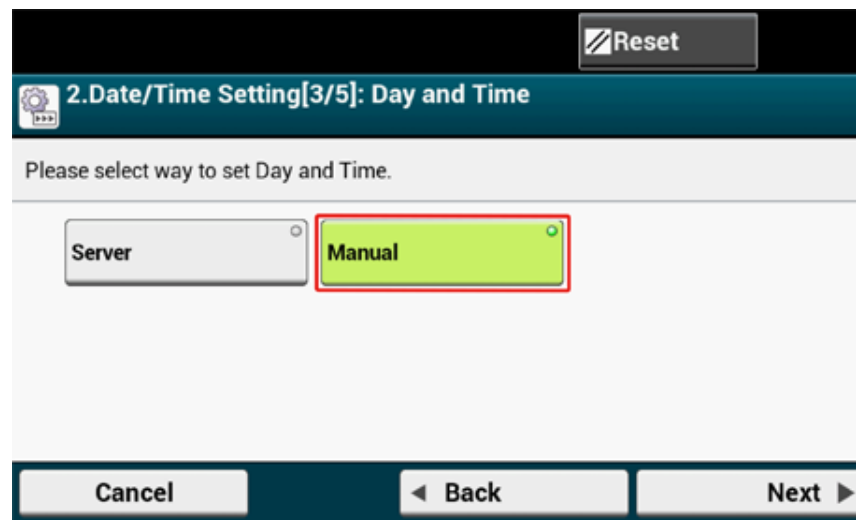 Reset
2.Date/Time Setting[3/5]: Day and Time
Please select way to set Day and Time.
Server
Manual
Cancel
Back
Next